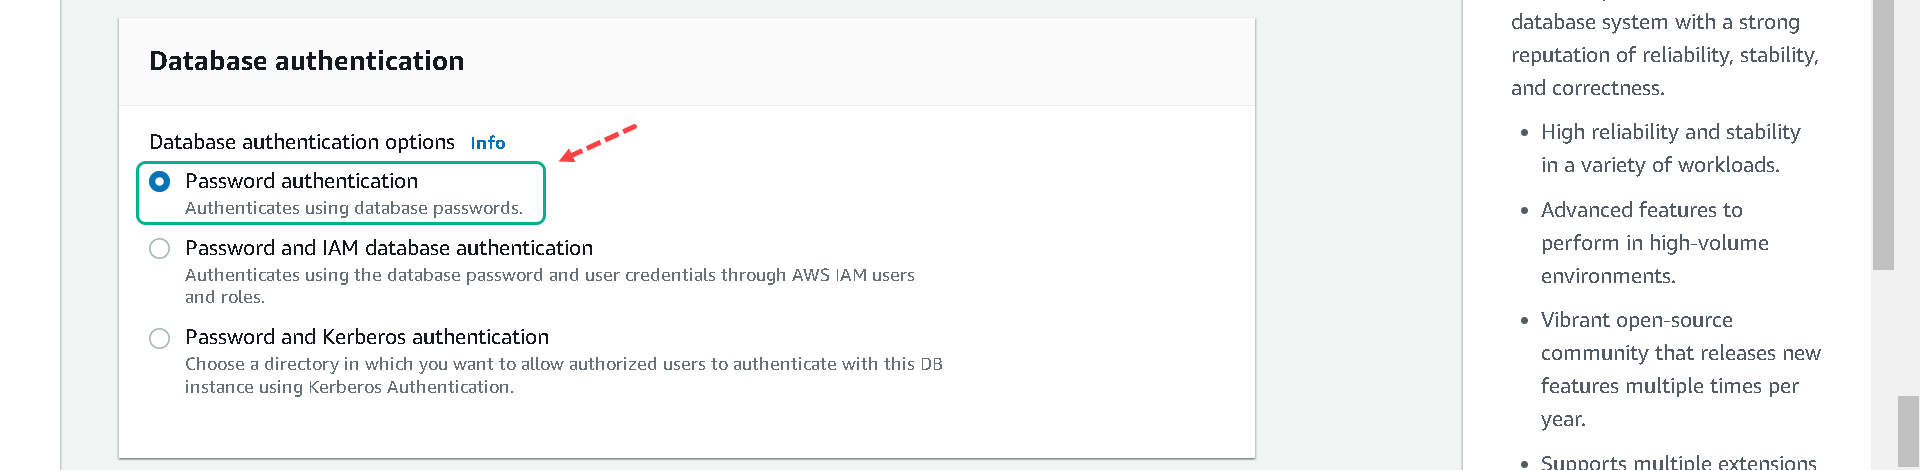 Database authentication
Database authentication options Info
Password authentication
Authenticates using database passwords.
Password and IAM database authentication
Authenticates using the database password and user credentials through AWS IAM users
and roles.
Password and Kerberos authentication
Choose a directory in which you want to allow authorized users to authenticate with this DB
instance using Kerberos Authentication.
database system with a strong
reputation of reliability, stability,
and correctness.
• High reliability and stability
in a variety of workloads.
• Advanced features to
perform in high-volume
environments.
• Vibrant open-source
community that releases new
features multiple times per
year.
• Supports multiple extensions